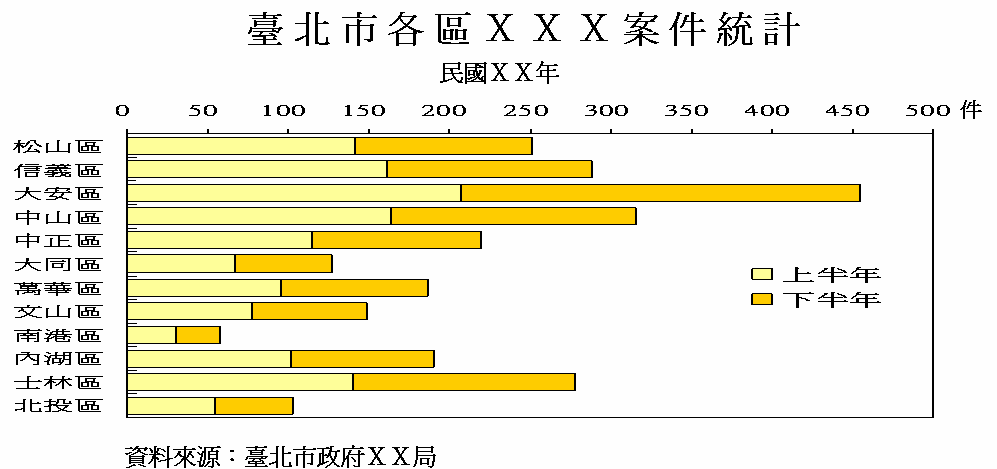 臺北市各區ＸＸＸ案件統計
民國ＸＸ年
0 50 100 150 200 250 300 350 400 450 500 件
松山區
信義區
大安區
中山區
中正區
大同區
萬華區
文山區
南港區
內湖區
士林區
北投區
上半年
下半年
資料來源：臺北市政府ＸＸ局